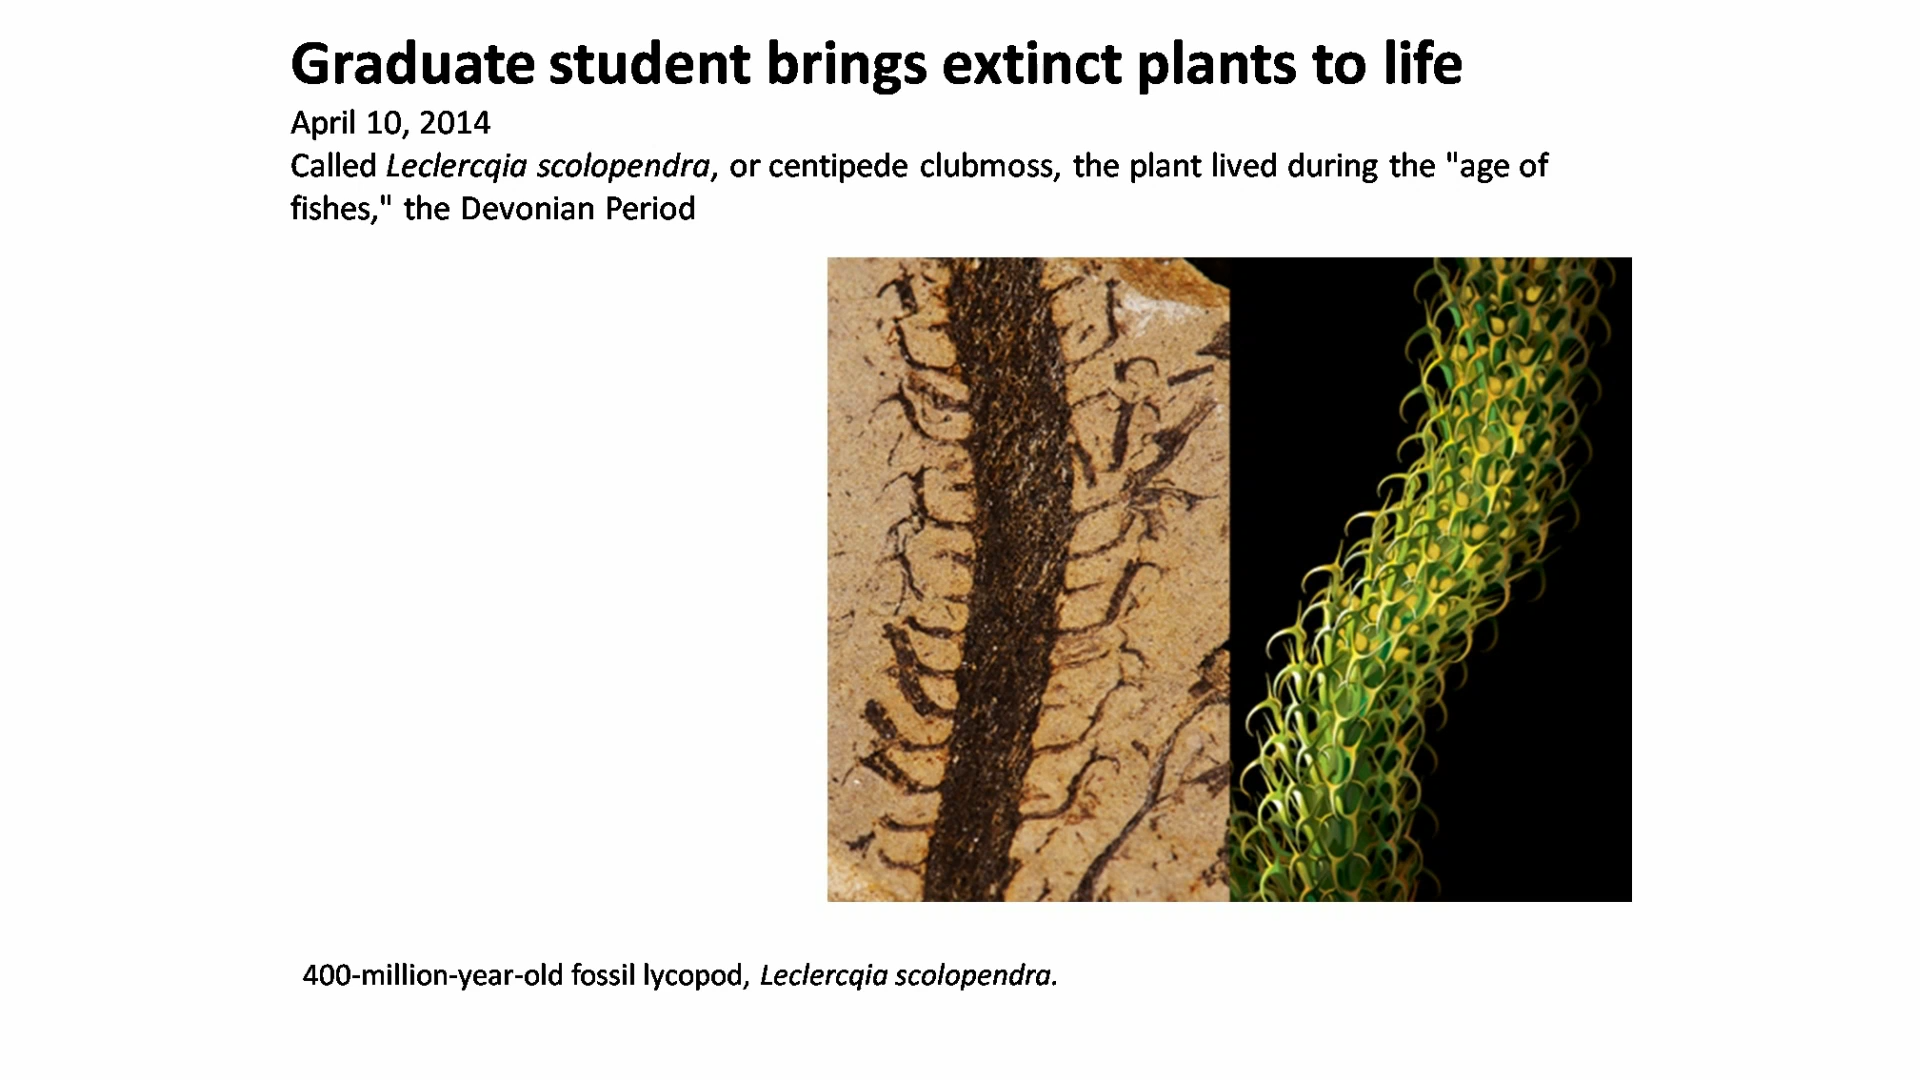 Graduate student brings extinct plants to life
April 10, 2014
Called Leclercqia scolopendra, or centipede clubmoss, the plant lived during the "age of
fishes," the Devonian Period
400-million-year-old fossil lycopod, Leclercqia scolopendra.